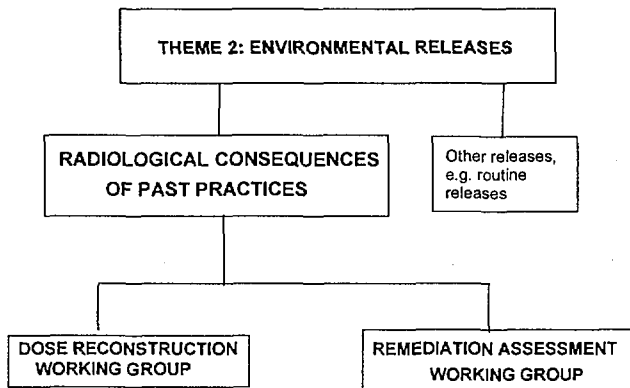 THEME 2: ENVIRONMENTAL RELEASES
RADIOLOGICAL CONSEQUENCES
OF PAST PRACTICES
Other releases,
e.g. routine
releases
DOSE RECONSTRUCTION
WORKING GROUP
REMEDIATION ASSESSMENT
WORKING GROUP